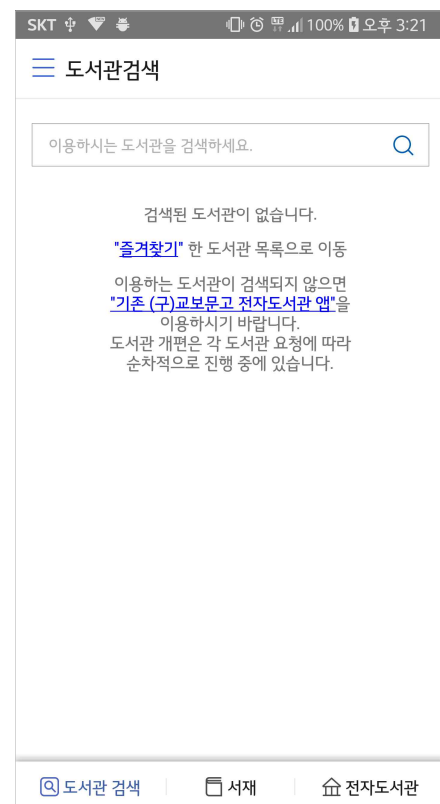 SKT 100% 오후 3:21
도서관검색
이용하시는 도서관을 검색하세요.
검색된 도서관이 없습니다.
"즐겨찾기" 한 도서관 목록으로 이동
이용하는 도서관이 검색되지 않으면
"기존 (구)교보문고 전자도서관 앱"을
이용하시기 바랍니다.
도서관 개편은 각 도서관 요청에 따라
순차적으로 진행 중에 있습니다.
도서관 검색 서재 전자도서관